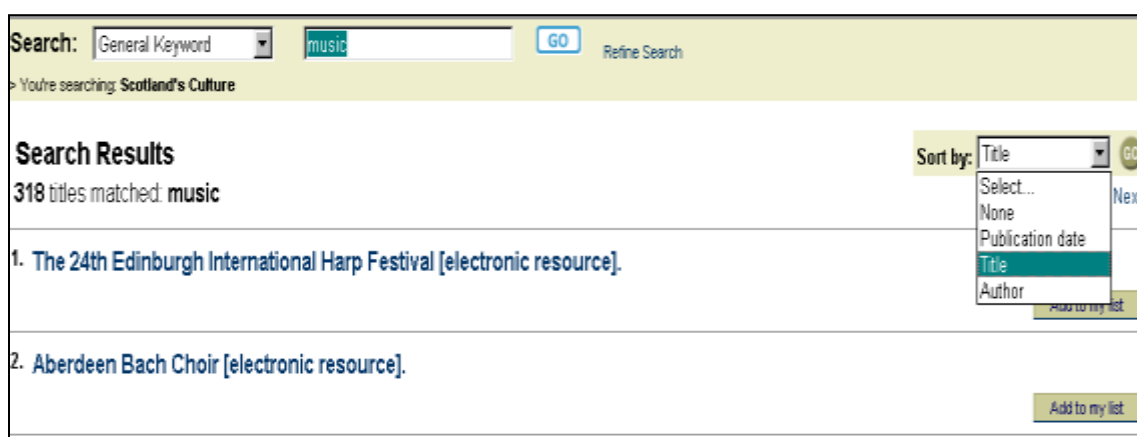 Search: General Keyword music GO Refine Search
> You're searching: Scotland's Culture
Search Results
Sort by: Title GO
318 titles matched: music
Select...
None
Publication date
Title
Author
1. The 24th Edinburgh International Harp Festival [electronic resource].
Add to my list
2. Aberdeen Bach Choir [electronic resource].
Add to my list